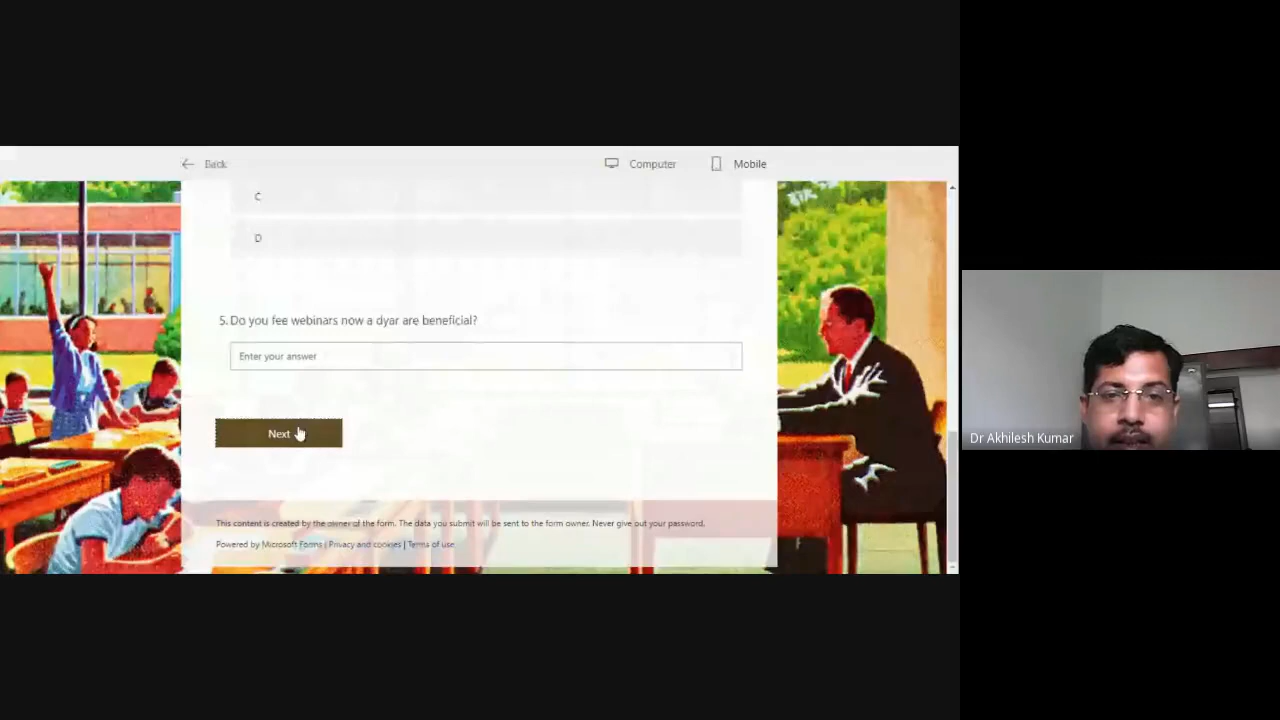 Back
Computer
Mobile
C
D
5. Do you fee webinars now a dyar are beneficial?
Enter your answer
Next
Dr Akhilesh Kumar
This content is created by the owner of the form. The data you submit will be sent to the form owner. Never give out your password.
Powered by Microsoft Forms | Privacy and cookies | Terms of use